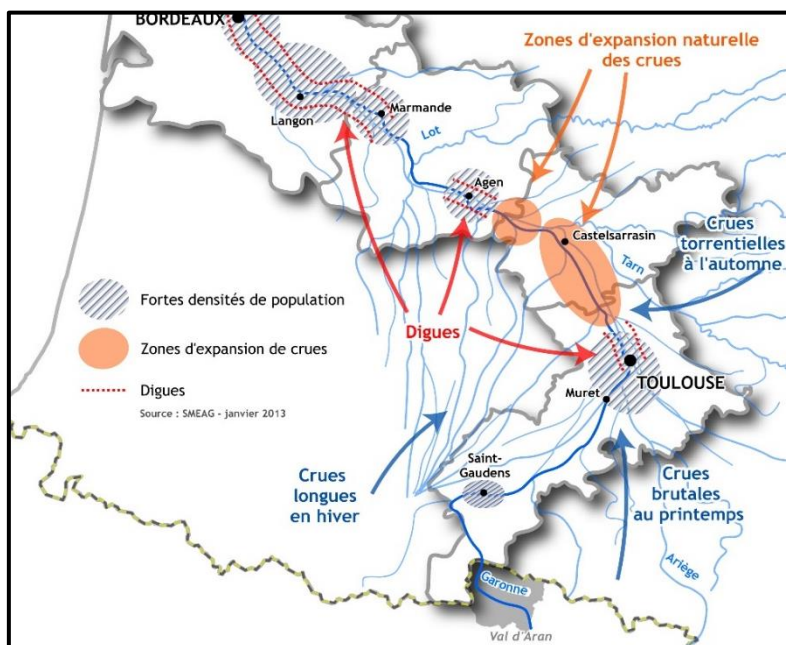 BORDEAUX
Zones d'expansion naturelle
des crues
Langon
Marmande
Lot
Agen
Castelsarrasin
Crues
torrentielles
à l'automne
Tarn
Fortes densités de population
Zones d'expansion de crues
Digues
Source : SMEAG - janvier 2013
Digues
TOULOUSE
Muret
Crues
longues
en hiver
Saint-
Gaudens
Crues
brutales
au printemps
Ariège
Garonne
Val d'Aran